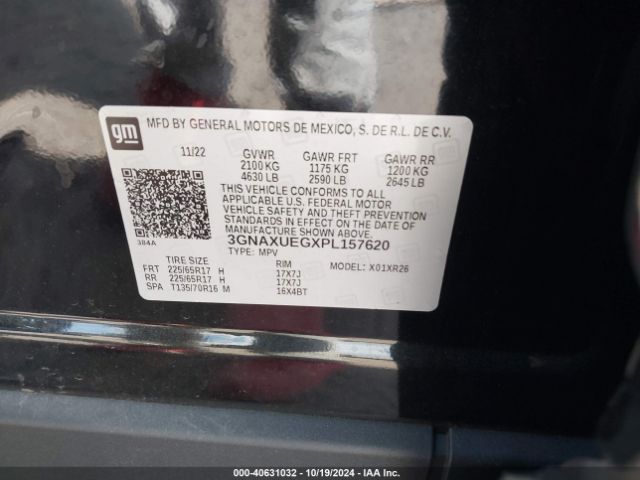 gm
MFD BY GENERAL MOTORS DE MEXICO, S. DE R.L. DE C.V.
11/22 GVWR GAWR FRT GAWR RR
2100 KG 1175 KG 1200 KG
4630 LB 2590 LB 2645 LB
THIS VEHICLE CONFORMS TO ALL
APPLICABLE U.S. FEDERAL MOTOR
VEHICLE SAFETY AND THEFT PREVENTION
STANDARDS IN EFFECT ON THE DATE OF
MANUFACTURE SHOWN ABOVE.
384A
3GNAXUEGXPL157620
TYPE: MPV
TIRE SIZE RIM MODEL: X01XR26
FRT 225/65R17 H 17X7J
RR 225/65R17 H 17X7J
SPA T135/70R16 M 16X4BT
000-40631032 - 10/19/2024 - IAA Inc.